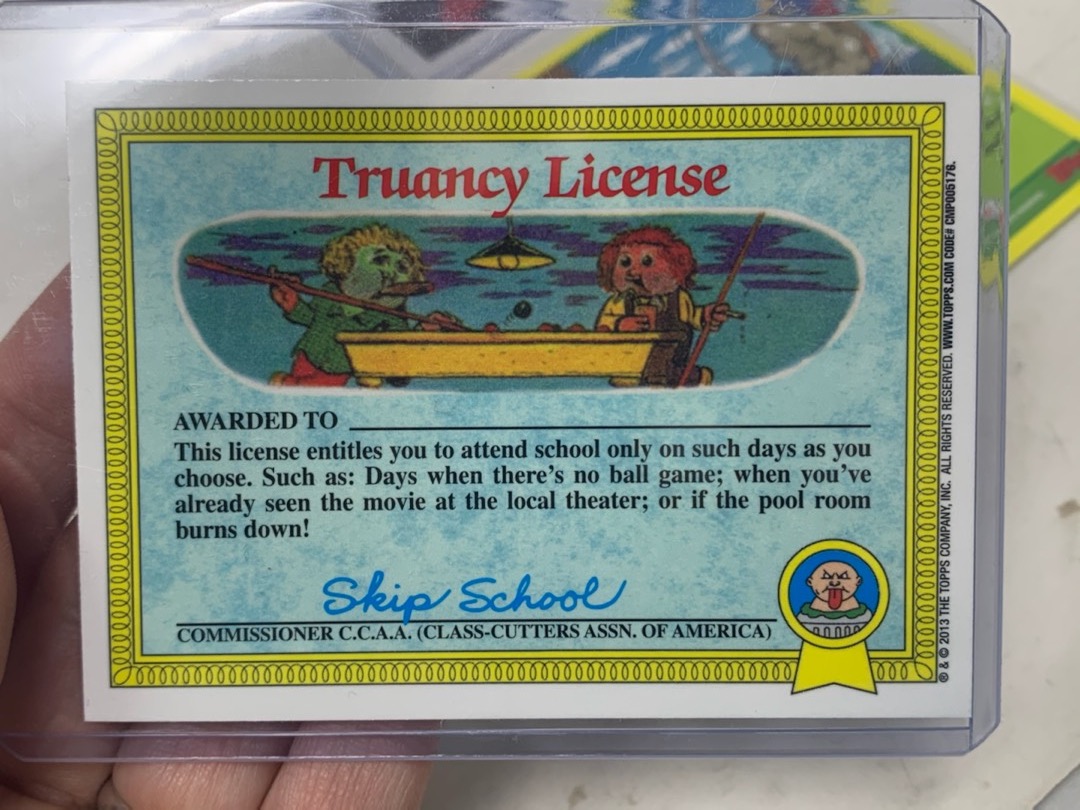 Truancy License
AWARDED TO
This license entitles you to attend school only on such days as you
choose. Such as: Days when there's no ball game; when you've
already seen the movie at the local theater; or if the pool room
burns down!
Skip School
COMMISSIONER C.C.A.A. (CLASS-CUTTERS ASSN. OF AMERICA)
® & © 2013 THE TOPPS COMPANY, INC. ALL RIGHTS RESERVED. WWW.TOPPS.COM CODE# CMP005176.